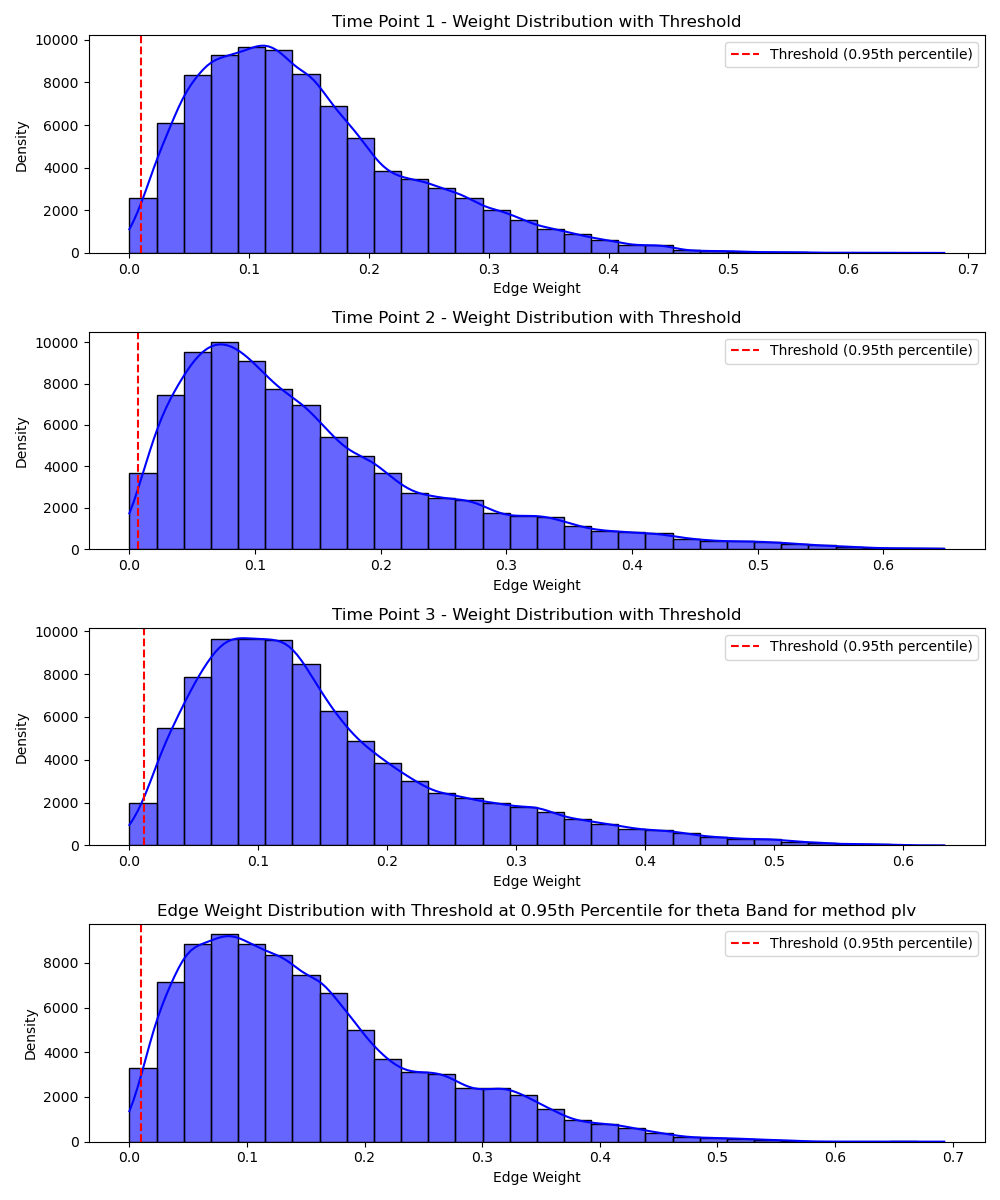 Time Point 1 - Weight Distribution with Threshold
Threshold (0.95th percentile)
Density
10000
8000
6000
4000
2000
0
0.0 0.1 0.2 0.3 0.4 0.5 0.6 0.7
Edge Weight
Time Point 2 - Weight Distribution with Threshold
Threshold (0.95th percentile)
Density
10000
8000
6000
4000
2000
0
0.0 0.1 0.2 0.3 0.4 0.5 0.6
Edge Weight
Time Point 3 - Weight Distribution with Threshold
Threshold (0.95th percentile)
Density
10000
8000
6000
4000
2000
0
0.0 0.1 0.2 0.3 0.4 0.5 0.6
Edge Weight
Edge Weight Distribution with Threshold at 0.95th Percentile for theta Band for method plv
Threshold (0.95th percentile)
Density
8000
6000
4000
2000
0
0.0 0.1 0.2 0.3 0.4 0.5 0.6 0.7
Edge Weight